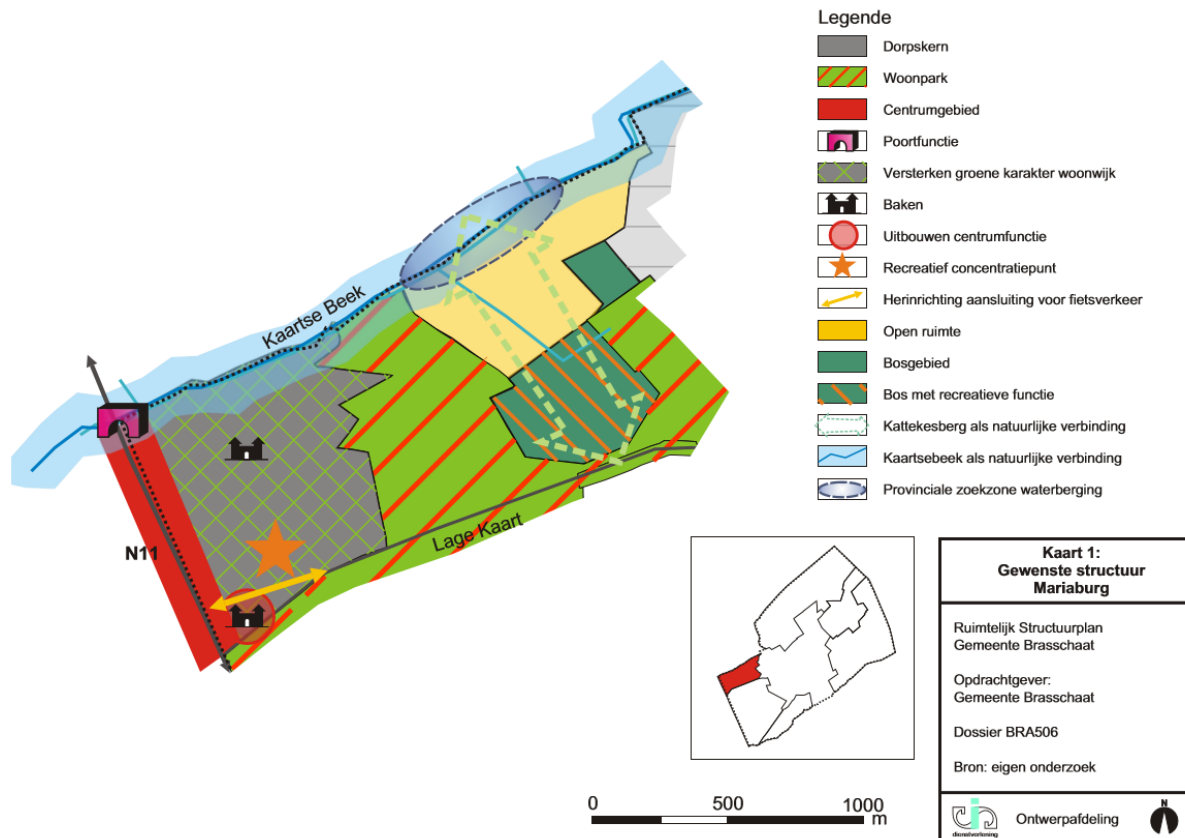 Legende
Dorpskern
Woonpark
Centrumgebied
Poortfunctie
Versterken groene karakter woonwijk
Baken
Uitbouwen centrumfunctie
Recreatief concentratiepunt
Herinrichting aansluiting voor fietsverkeer
Open ruimte
Bosgebied
Bos met recreatieve functie
Kattekesberg als natuurlijke verbinding
Kaartsebeek als natuurlijke verbinding
Provinciale zoekzone waterberging
Kaartse Beek
N11
Lage Kaart
Kaart 1:
Gewenste structuur
Mariaburg
Ruimtelijk Structuurplan
Gemeente Brasschaat
Opdrachtgever:
Gemeente Brasschaat
Dossier BRA506
Bron: eigen onderzoek
dienstverlening
Ontwerpafdeling
N
0 500 1000
m